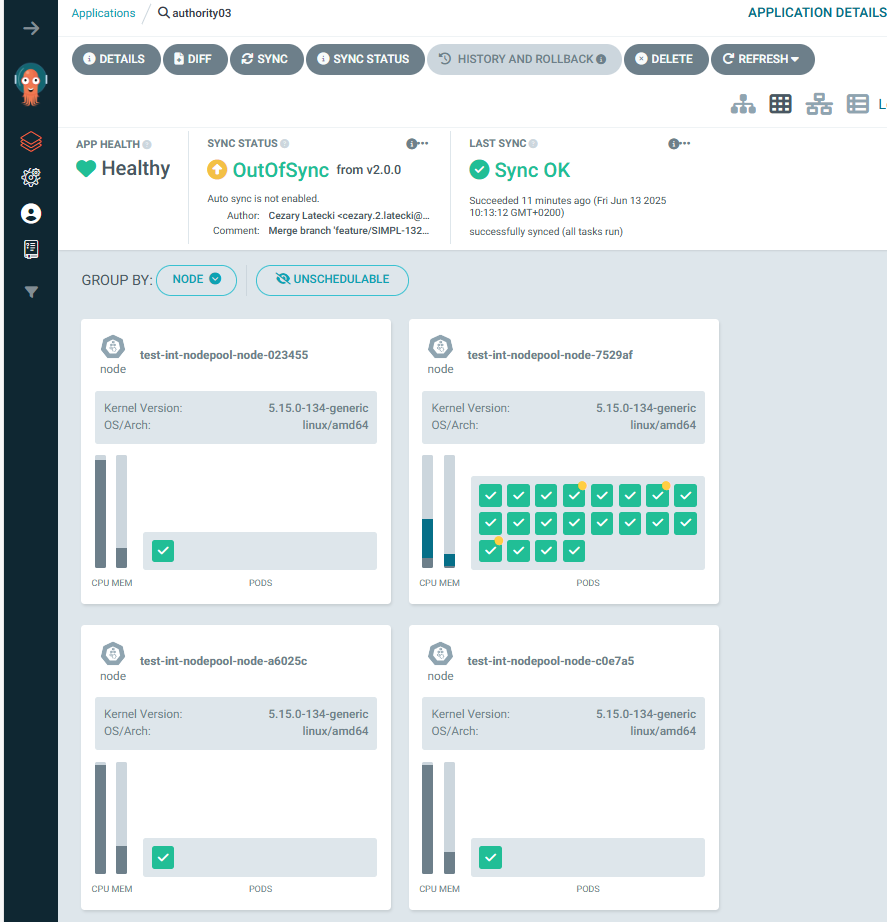 Applications / authority03
APPLICATION DETAILS
DETAILS DIFF SYNC SYNC STATUS HISTORY AND ROLLBACK DELETE REFRESH
APP HEALTH
Healthy
SYNC STATUS
OutOfSync from v2.0.0
Auto sync is not enabled.
Author: Cezary Latecki <cezary.2.latecki@...
Comment: Merge branch 'feature/SIMPL-132...
LAST SYNC
Sync OK
Succeeded 11 minutes ago (Fri Jun 13 2025
10:13:12 GMT+0200)
successfully synced (all tasks run)
GROUP BY: NODE UNSCHEDULABLE
node
test-int-nodepool-node-023455
Kernel Version: 5.15.0-134-generic
OS/Arch: linux/amd64
CPU MEM PODS
node
test-int-nodepool-node-7529af
Kernel Version: 5.15.0-134-generic
OS/Arch: linux/amd64
CPU MEM PODS
node
test-int-nodepool-node-a6025c
Kernel Version: 5.15.0-134-generic
OS/Arch: linux/amd64
CPU MEM PODS
node
test-int-nodepool-node-c0e7a5
Kernel Version: 5.15.0-134-generic
OS/Arch: linux/amd64
CPU MEM PODS